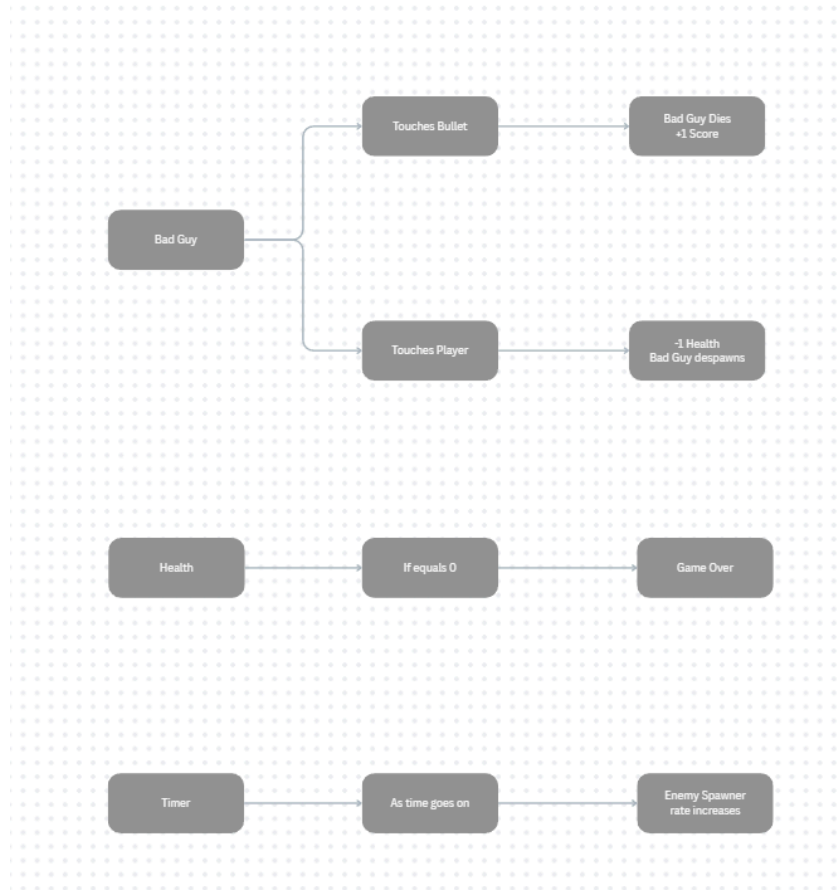 Touches Bullet
Bad Guy Dies
+1 Score
Bad Guy
Touches Player
-1 Health
Bad Guy despawns
Health
If equals 0
Game Over
Timer
As time goes on
Enemy Spawner
rate increases